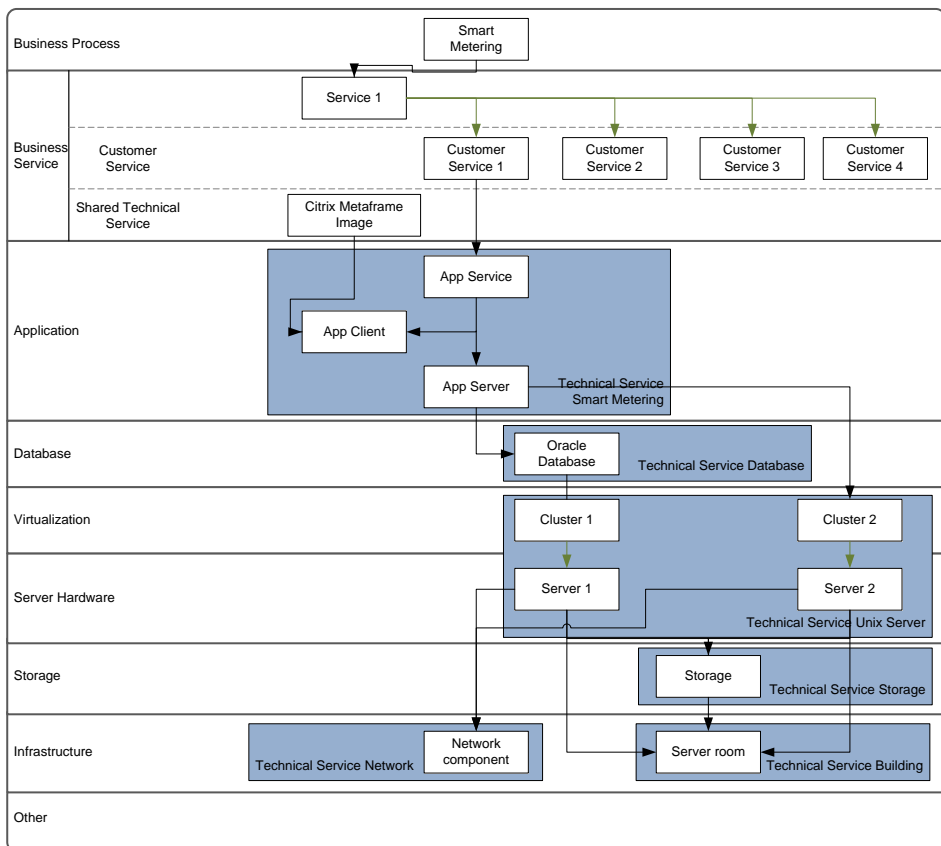 Business Process
Smart
Metering
Service 1
Business
Service
Customer
Service
Customer
Service 1
Customer
Service 2
Customer
Service 3
Customer
Service 4
Shared Technical
Service
Citrix Metaframe
Image
Application
App Service
App Client
App Server
Technical Service
Smart Metering
Database
Oracle
Database
Technical Service Database
Virtualization
Cluster 1
Cluster 2
Server Hardware
Server 1
Server 2
Technical Service Unix Server
Storage
Storage
Technical Service Storage
Infrastructure
Technical Service Network
Network
component
Server room
Technical Service Building
Other